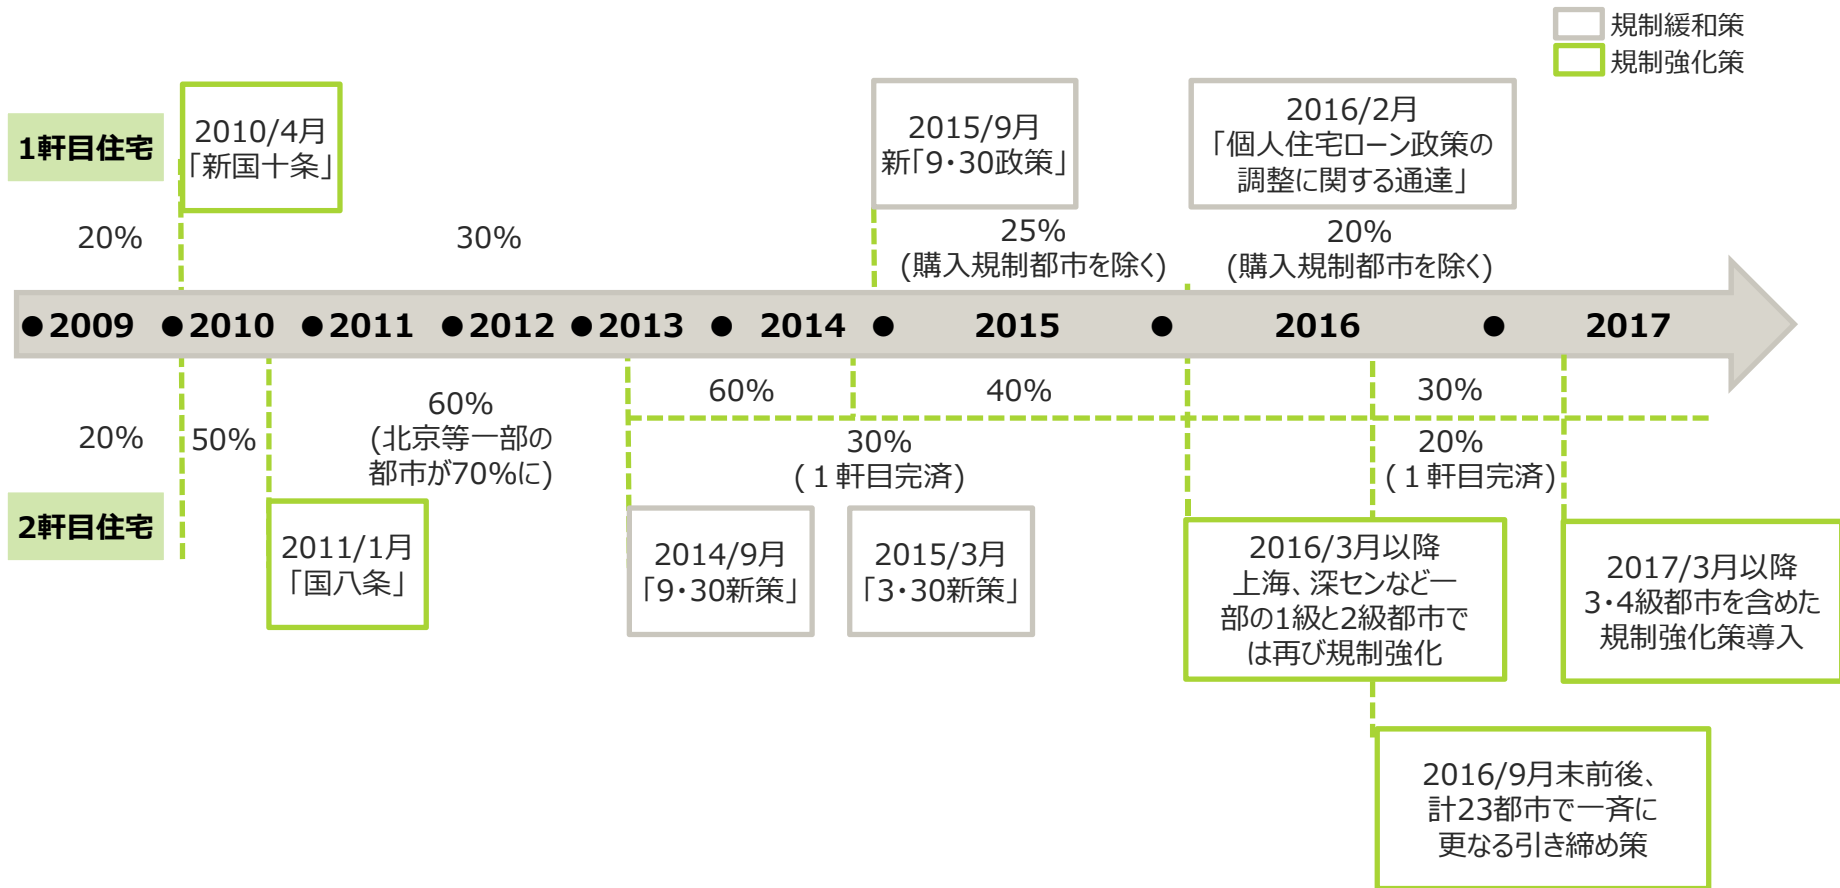 規制緩和策
規制強化策
1軒目住宅
2010/4月
「新国十条」
2015/9月
新「9・30政策」
2016/2月
「個人住宅ローン政策の
調整に関する通達」
20%
30%
25%
(購入規制都市を除く)
20%
(購入規制都市を除く)
●2009 ●2010 ●2011 ●2012 ●2013 ● 2014 ● 2015 ● 2016 ● 2017
60%
40%
30%
20%
50%
60%
(北京等一部の
都市が70%に)
30%
(１軒目完済)
20%
(１軒目完済)
2軒目住宅
2011/1月
「国八条」
2014/9月
「9・30新策」
2015/3月
「3・30新策」
2016/3月以降
上海、深センなど一
部の1級と2級都市で
は再び規制強化
2017/3月以降
3・4級都市を含めた
規制強化策導入
2016/9月末前後、
計23都市で一斉に
更なる引き締め策